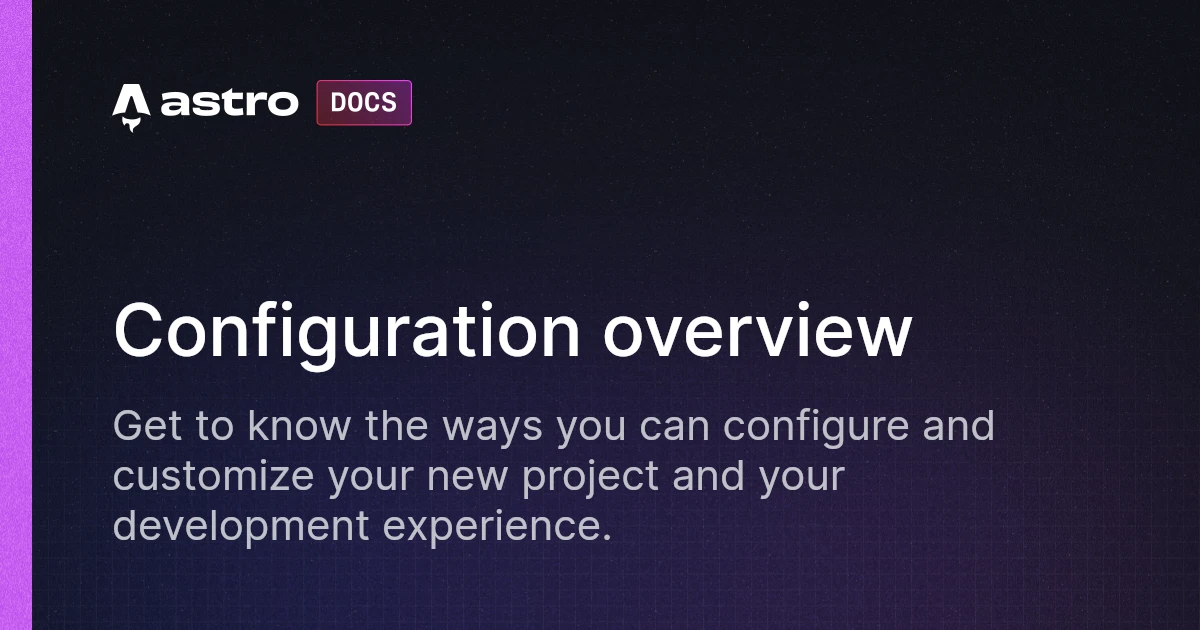 astro DOCS
Configuration overview
Get to know the ways you can configure and
customize your new project and your
development experience.